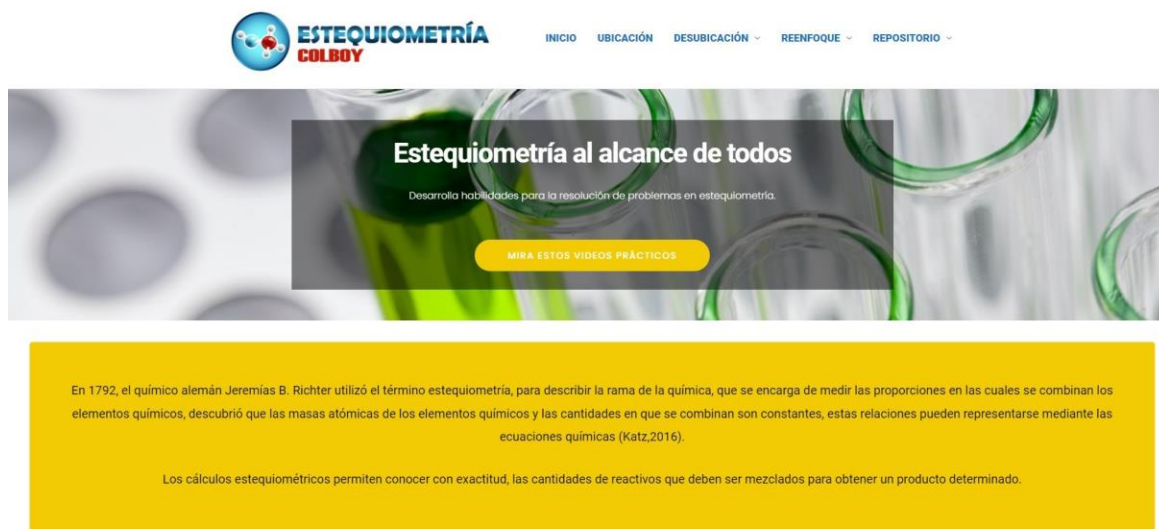 ESTEQUIOMETRÍA
COLBOY
INICIO UBICACIÓN DESUBICACIÓN REENFOQUE REPOSITORIO
Estequiometría al alcance de todos
Desarrolla habilidades para la resolución de problemas en estequiometría.
MIRA ESTOS VIDEOS PRÁCTICOS
En 1792, el químico alemán Jeremías B. Richter utilizó el término estequiometría, para describir la rama de la química, que se encarga de medir las proporciones en las cuales se combinan los
elementos químicos, descubrió que las masas atómicas de los elementos químicos y las cantidades en que se combinan son constantes, estas relaciones pueden representarse mediante las
ecuaciones químicas (Katz,2016).
Los cálculos estequiométricos permiten conocer con exactitud, las cantidades de reactivos que deben ser mezclados para obtener un producto determinado.